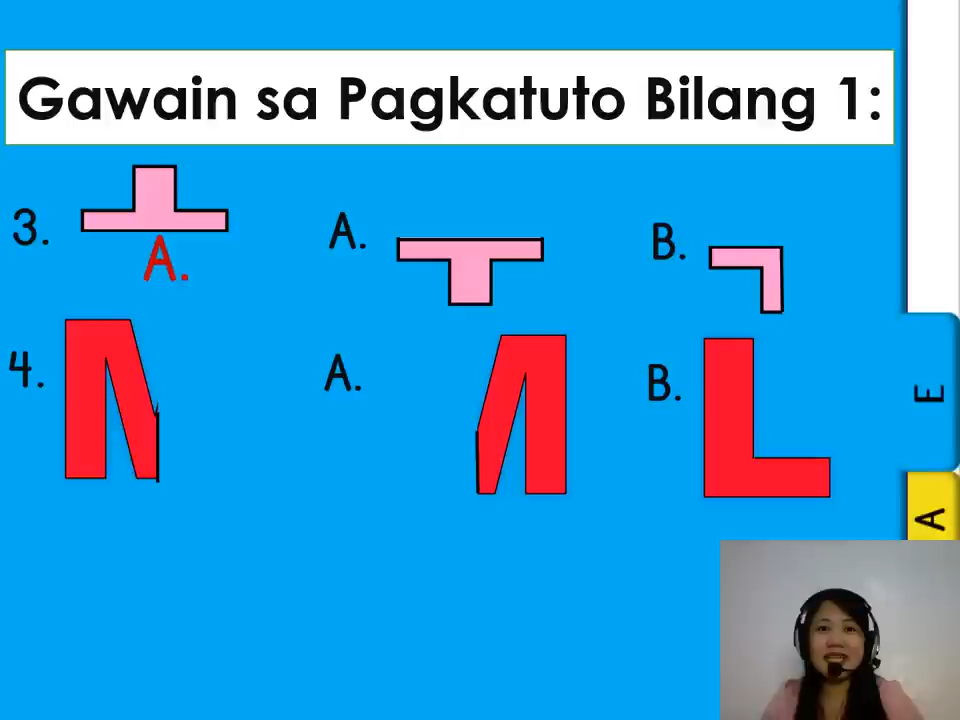 Gawain sa Pagkatuto Bilang 1:
3.
A.
B.
A.
4.
A.
B.
E
A